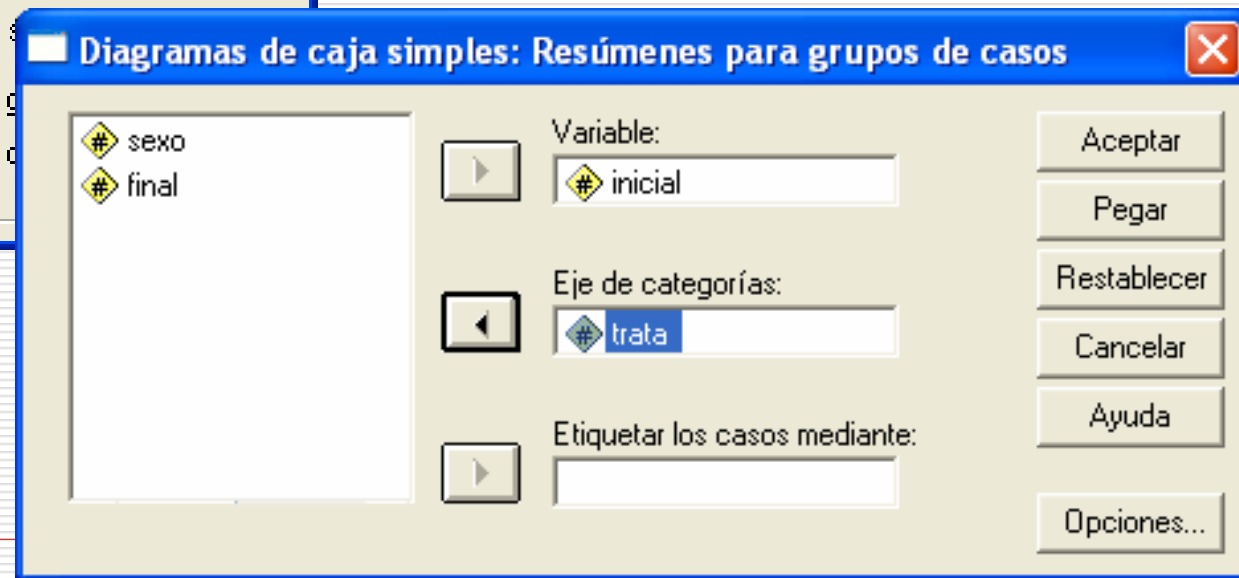 Diagramas de caja simples: Resúmenes para grupos de casos
sexo
final
Variable:
inicial
Eje de categorías:
trata
Etiquetar los casos mediante:
Aceptar
Pegar
Restablecer
Cancelar
Ayuda
Opciones...